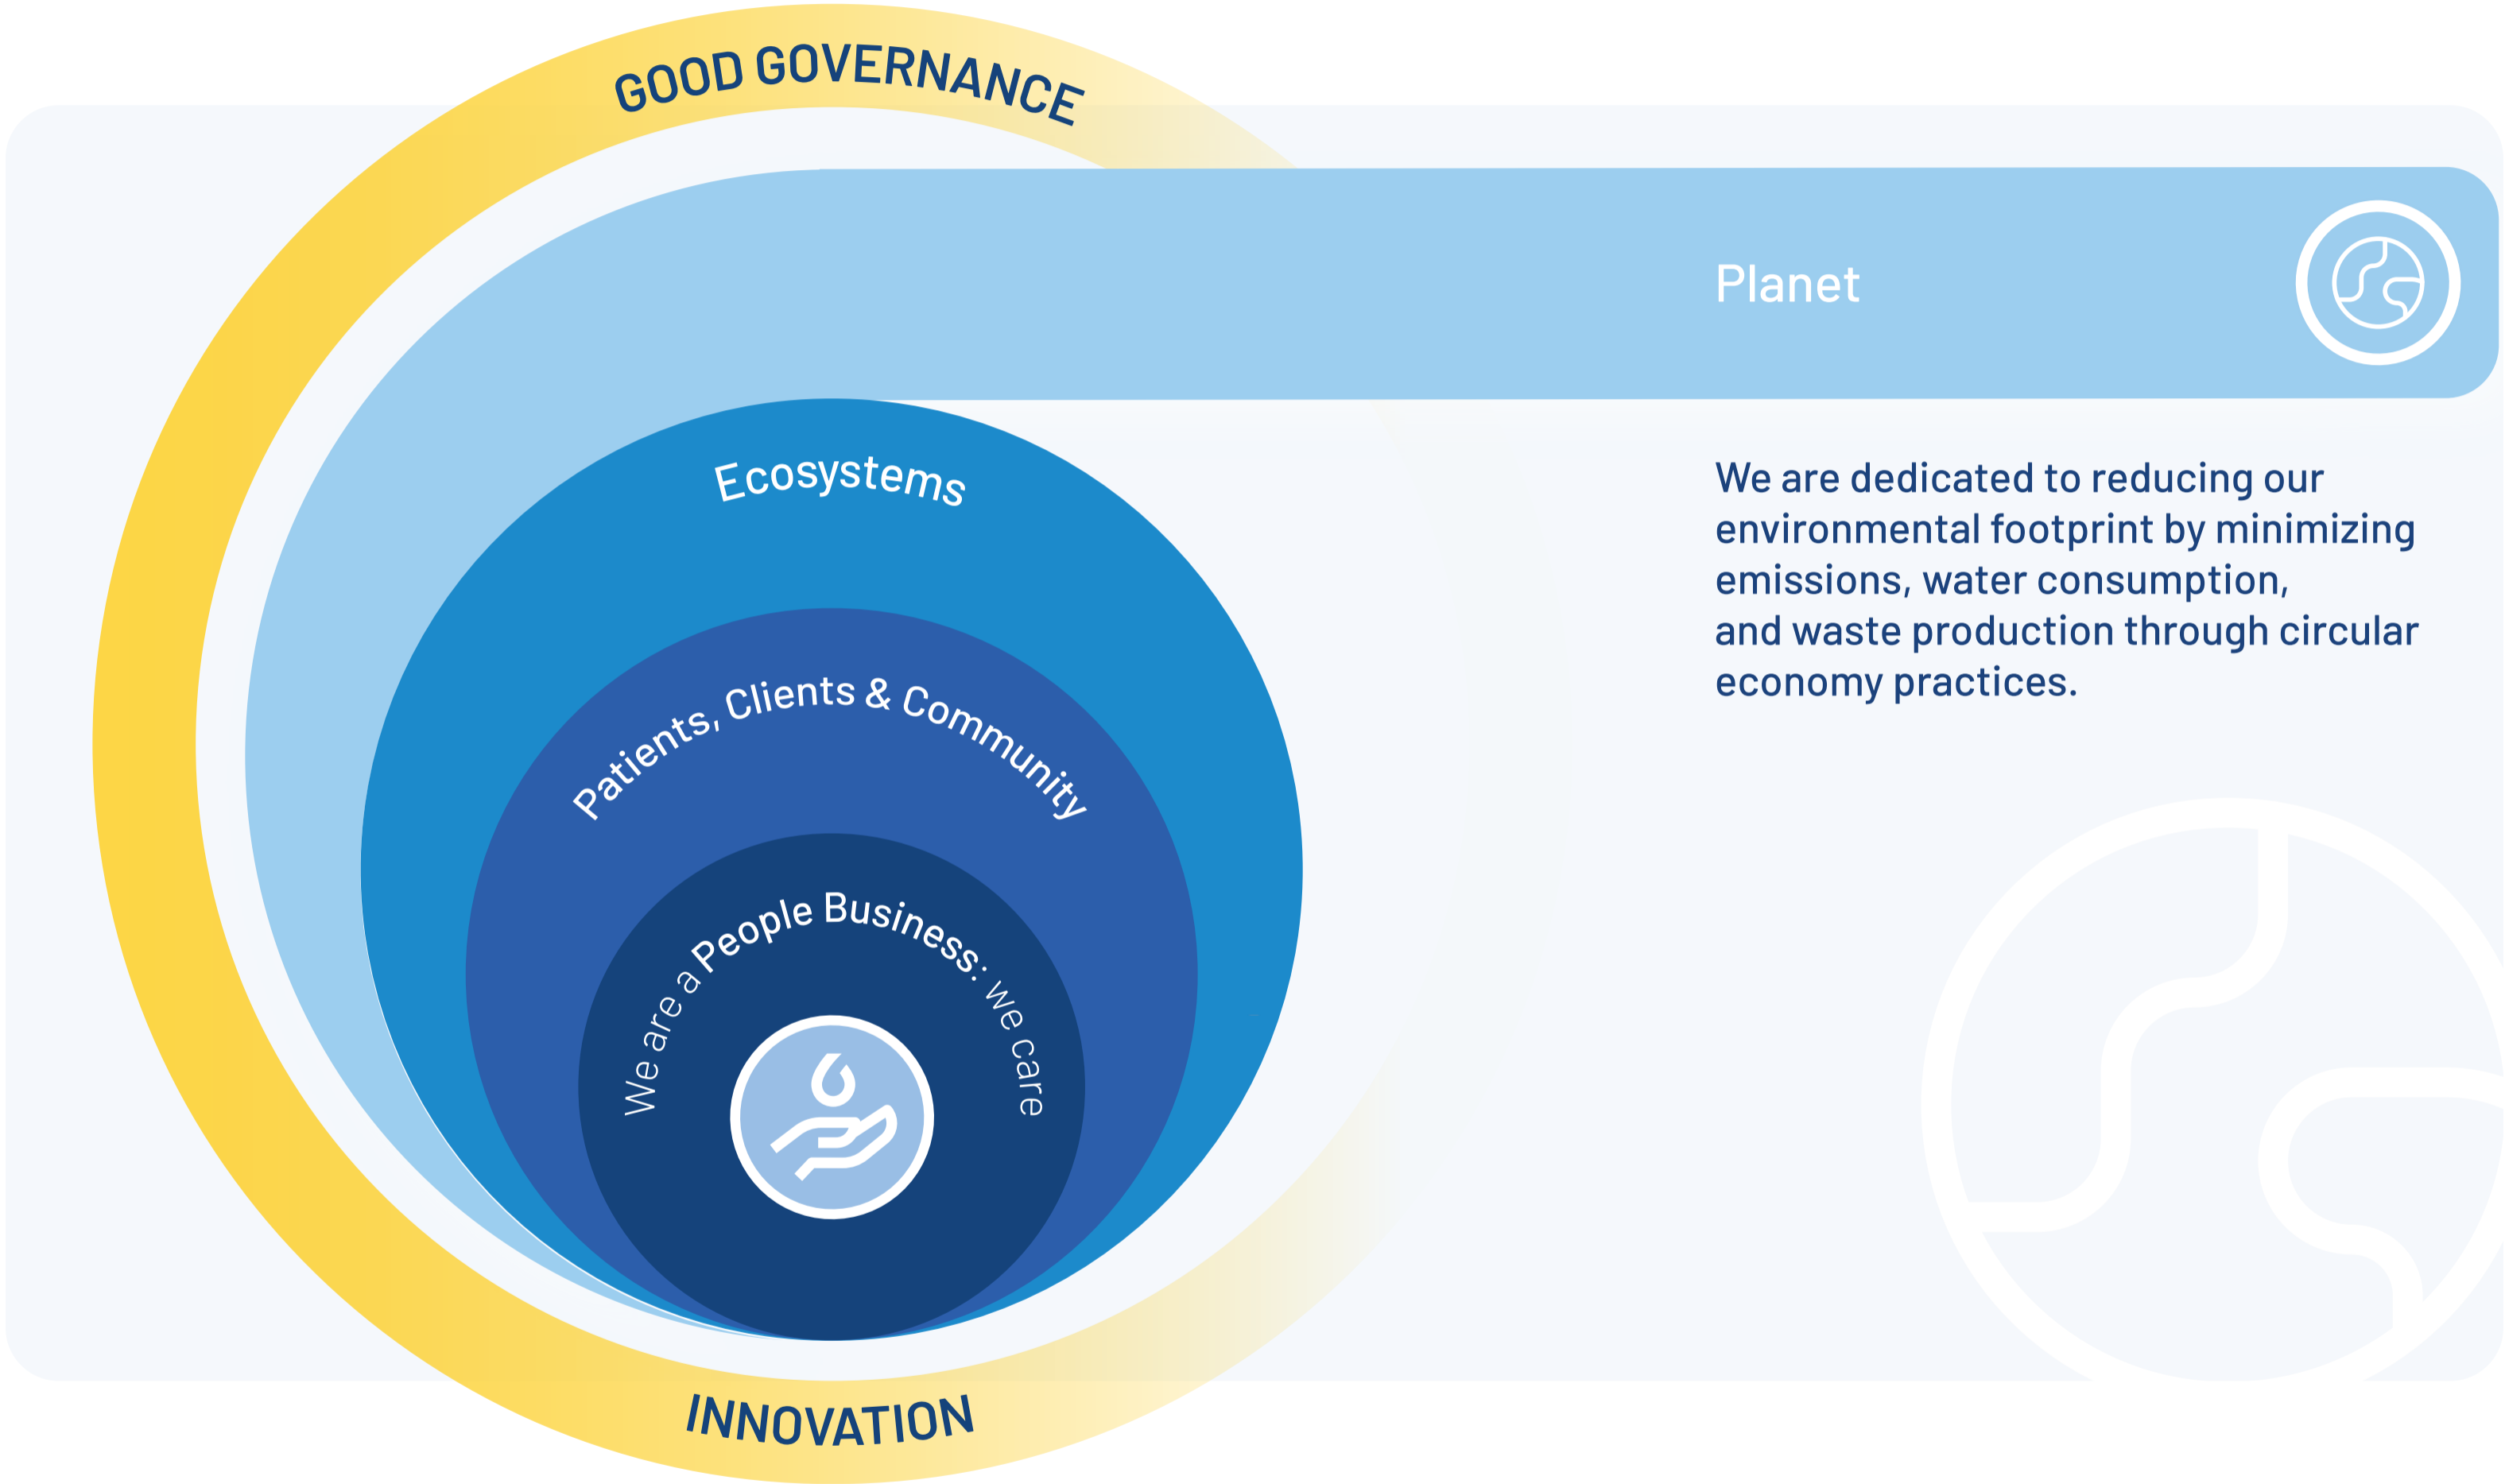 GOOD GOVERNANCE
Planet
We are dedicated to reducing our
environmental footprint by minimizing
emissions, water consumption,
and waste production through circular
economy practices.
Ecosystems
Patients, Clients & Community
We are a People Business: we care
INNOVATION